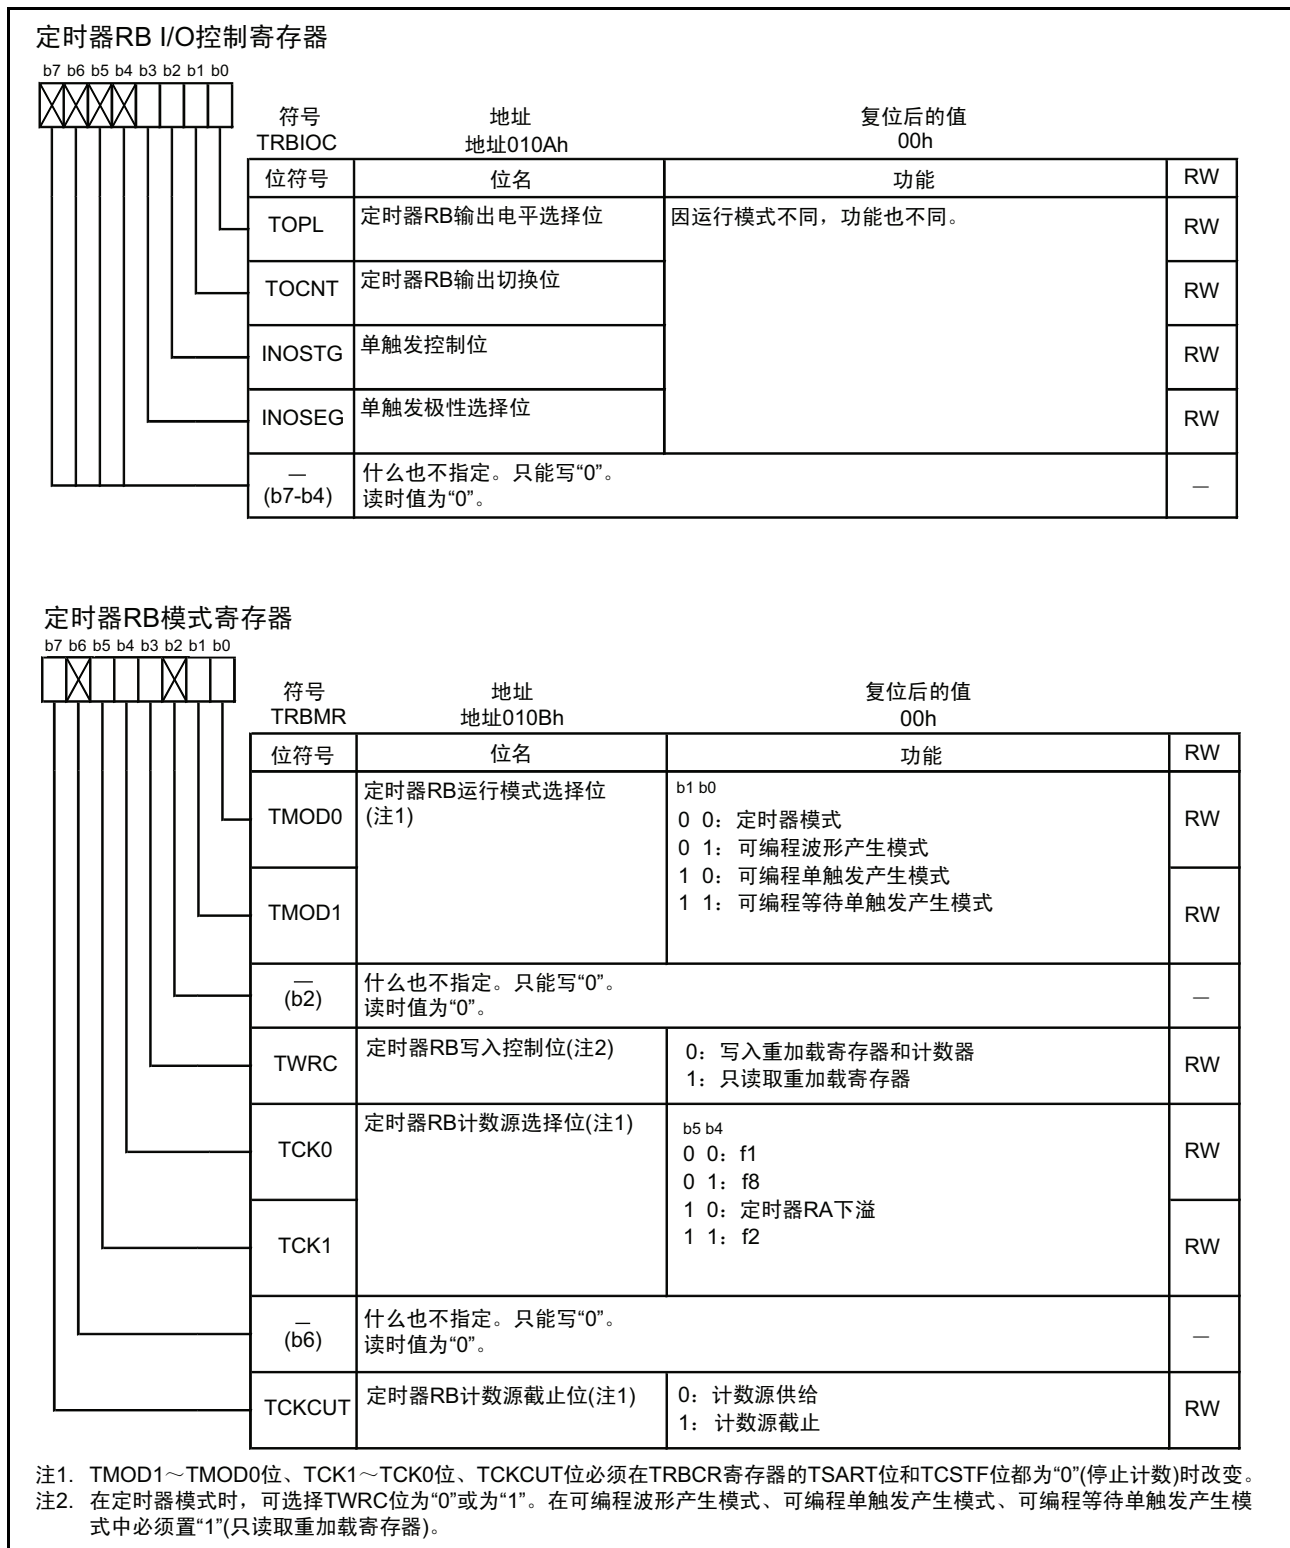 定时器RB I/O控制寄存器
b7 b6 b5 b4 b3 b2 b1 b0
符号 地址 复位后的值
TRBIOC 地址010Ah 00h
位符号 位名 功能 RW
TOPL 定时器RB输出电平选择位 因运行模式不同，功能也不同。 RW
TOCNT 定时器RB输出切换位 RW
INOSTG 单触发控制位 RW
INOSEG 单触发极性选择位 RW
— 什么也不指定。只能写“0”。 —
(b7-b4) 读时值为“0”。
定时器RB模式寄存器
b7 b6 b5 b4 b3 b2 b1 b0
符号 地址 复位后的值
TRBMR 地址010Bh 00h
位符号 位名 功能 RW
TMOD0 定时器RB运行模式选择位 b1 b0 RW
(注1) 0 0：定时器模式
0 1：可编程波形产生模式
1 0：可编程单触发产生模式
TMOD1 1 1：可编程等待单触发产生模式 RW
— 什么也不指定。只能写“0”。 —
(b2) 读时值为“0”。
TWRC 定时器RB写入控制位(注2) 0：写入重加载寄存器和计数器 RW
1：只读取重加载寄存器
TCK0 定时器RB计数源选择位(注1) b5 b4 RW
0 0：f1
0 1：f8
1 0：定时器RA下溢
TCK1 1 1：f2 RW
— 什么也不指定。只能写“0”。 —
(b6) 读时值为“0”。
TCKCUT 定时器RB计数源截止位(注1) 0：计数源供给 RW
1：计数源截止
注1. TMOD1～TMOD0位、TCK1～TCK0位、TCKCUT位必须在TRBCR寄存器的TSART位和TCSTF位都为“0”(停止计数)时改变。
注2. 在定时器模式时，可选择TWRC位为“0”或为“1”。在可编程波形产生模式、可编程单触发产生模式、可编程等待单触发产生模
式中必须置“1”(只读取重加载寄存器)。